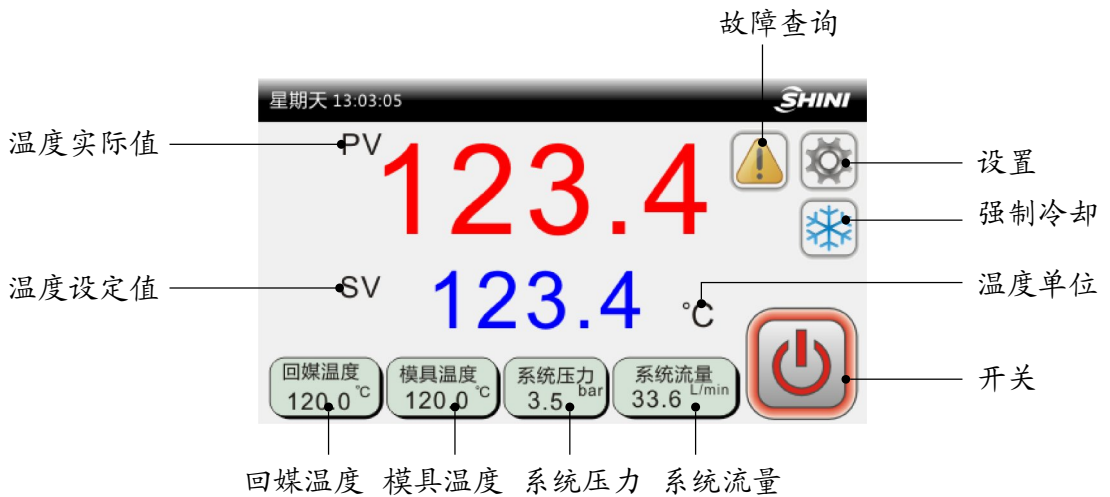 故障查询
星期天 13:03:05
SHINI
温度实际值
PV
123.4
设置
强制冷却
温度设定值
SV
123.4
℃
温度单位
开关
回媒温度
120.0 ℃
模具温度
120.0 ℃
系统压力
3.5 bar
系统流量
33.6 L/min
回媒温度 模具温度 系统压力 系统流量